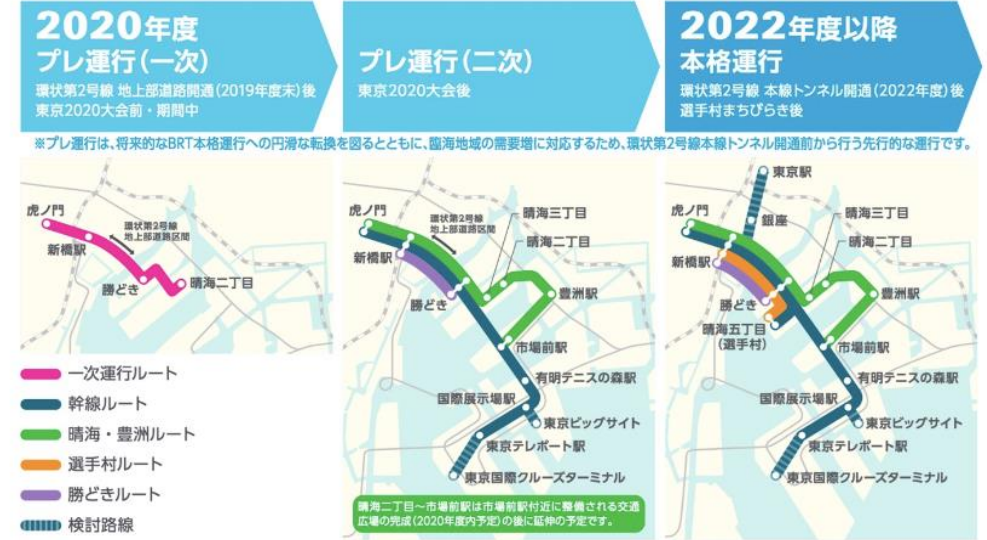 2020年度
プレ運行(一次)
環状第2号線 地上部道路開通(2019年度末)後
東京2020大会前・期間中
プレ運行(二次)
東京2020大会後
2022年度以降
本格運行
環状第2号線 本線トンネル開通(2022年度)後
選手村まちびらき後
※プレ運行は、将来的なBRT本格運行への円滑な転換を図るとともに、臨海地域の需要増に対応するため、環状第2号線本線トンネル開通前から行う先行的な運行です。
虎ノ門
環状第2号線
地上部道路区間
新橋駅
勝どき
晴海二丁目
一次運行ルート
幹線ルート
晴海・豊洲ルート
選手村ルート
勝どきルート
検討路線
虎ノ門
環状第2号線
地上部道路区間
晴海三丁目
晴海二丁目
新橋駅
勝どき
豊洲駅
市場前駅
有明テニスの森駅
国際展示場駅
東京ビッグサイト
東京テレポート駅
東京国際クルーズターミナル
晴海二丁目~市場前駅は市場前駅付近に整備される交通
広場の完成(2020年度内予定)の後に延伸の予定です。
東京駅
虎ノ門
銀座
晴海三丁目
晴海二丁目
新橋駅
勝どき
豊洲駅
晴海五丁目
(選手村)
市場前駅
有明テニスの森駅
国際展示場駅
東京ビッグサイト
東京テレポート駅
東京国際クルーズターミナル